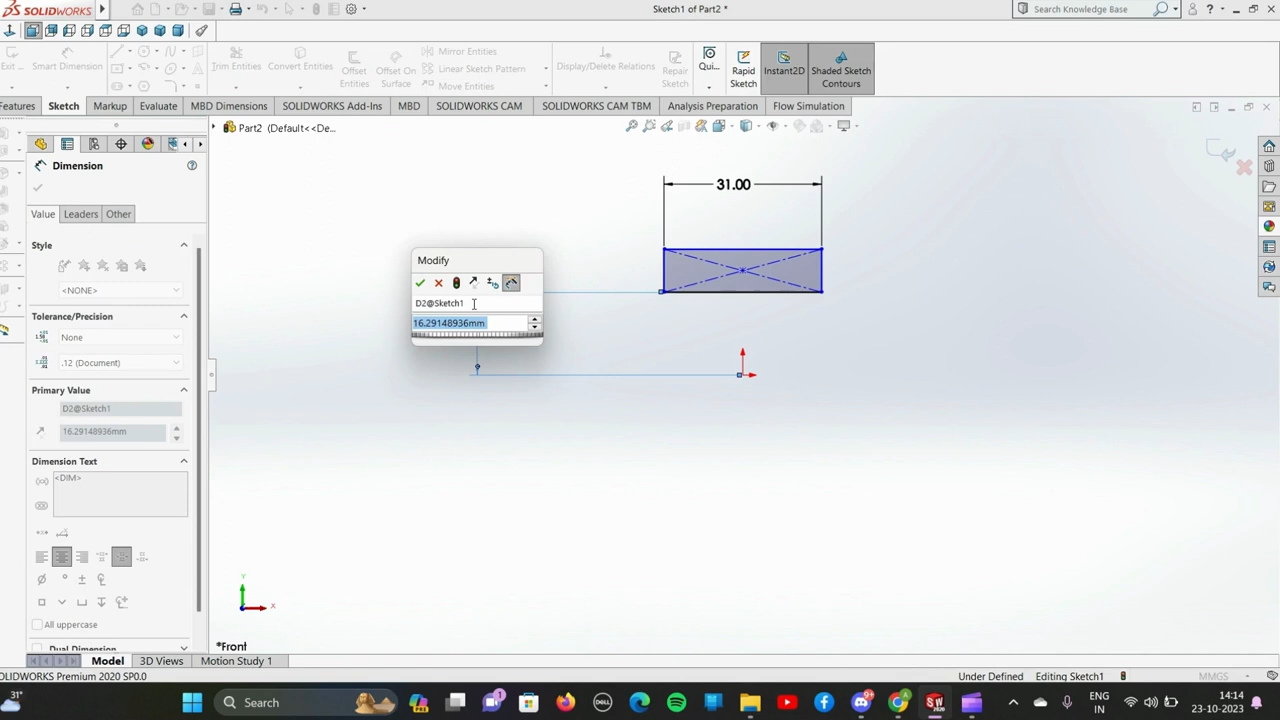 SOLIDWORKS
Sketch1 of Part2 *
Search Knowledge Base
Exit ...
Smart Dimension
Trim Entities
Convert Entities
Offset
Entities
Offset On
Surface
Mirror Entities
Linear Sketch Pattern
Move Entities
Display/Delete Relations
Repair
Sketch
Qui...
Rapid
Sketch
Instant2D
Shaded Sketch
Contours
Features
Sketch
Markup
Evaluate
MBD Dimensions
SOLIDWORKS Add-Ins
MBD
SOLIDWORKS CAM
SOLIDWORKS CAM TBM
Analysis Preparation
Flow Simulation
Part2 (Default<<De...
Dimension
Value
Leaders
Other
Style
<NONE>
Tolerance/Precision
None
.12 (Document)
Primary Value
D2@Sketch1
16.29148936mm
Dimension Text
<DIM>
All uppercase
Dual Dimension
31.00
Modify
D2@Sketch1
16.29148936mm
Y
X
*Front
Model
3D Views
Motion Study 1
SOLIDWORKS Premium 2020 SP0.0
Under Defined
Editing Sketch1
MMGS
31°
Search
ENG
IN
14:14
23-10-2023